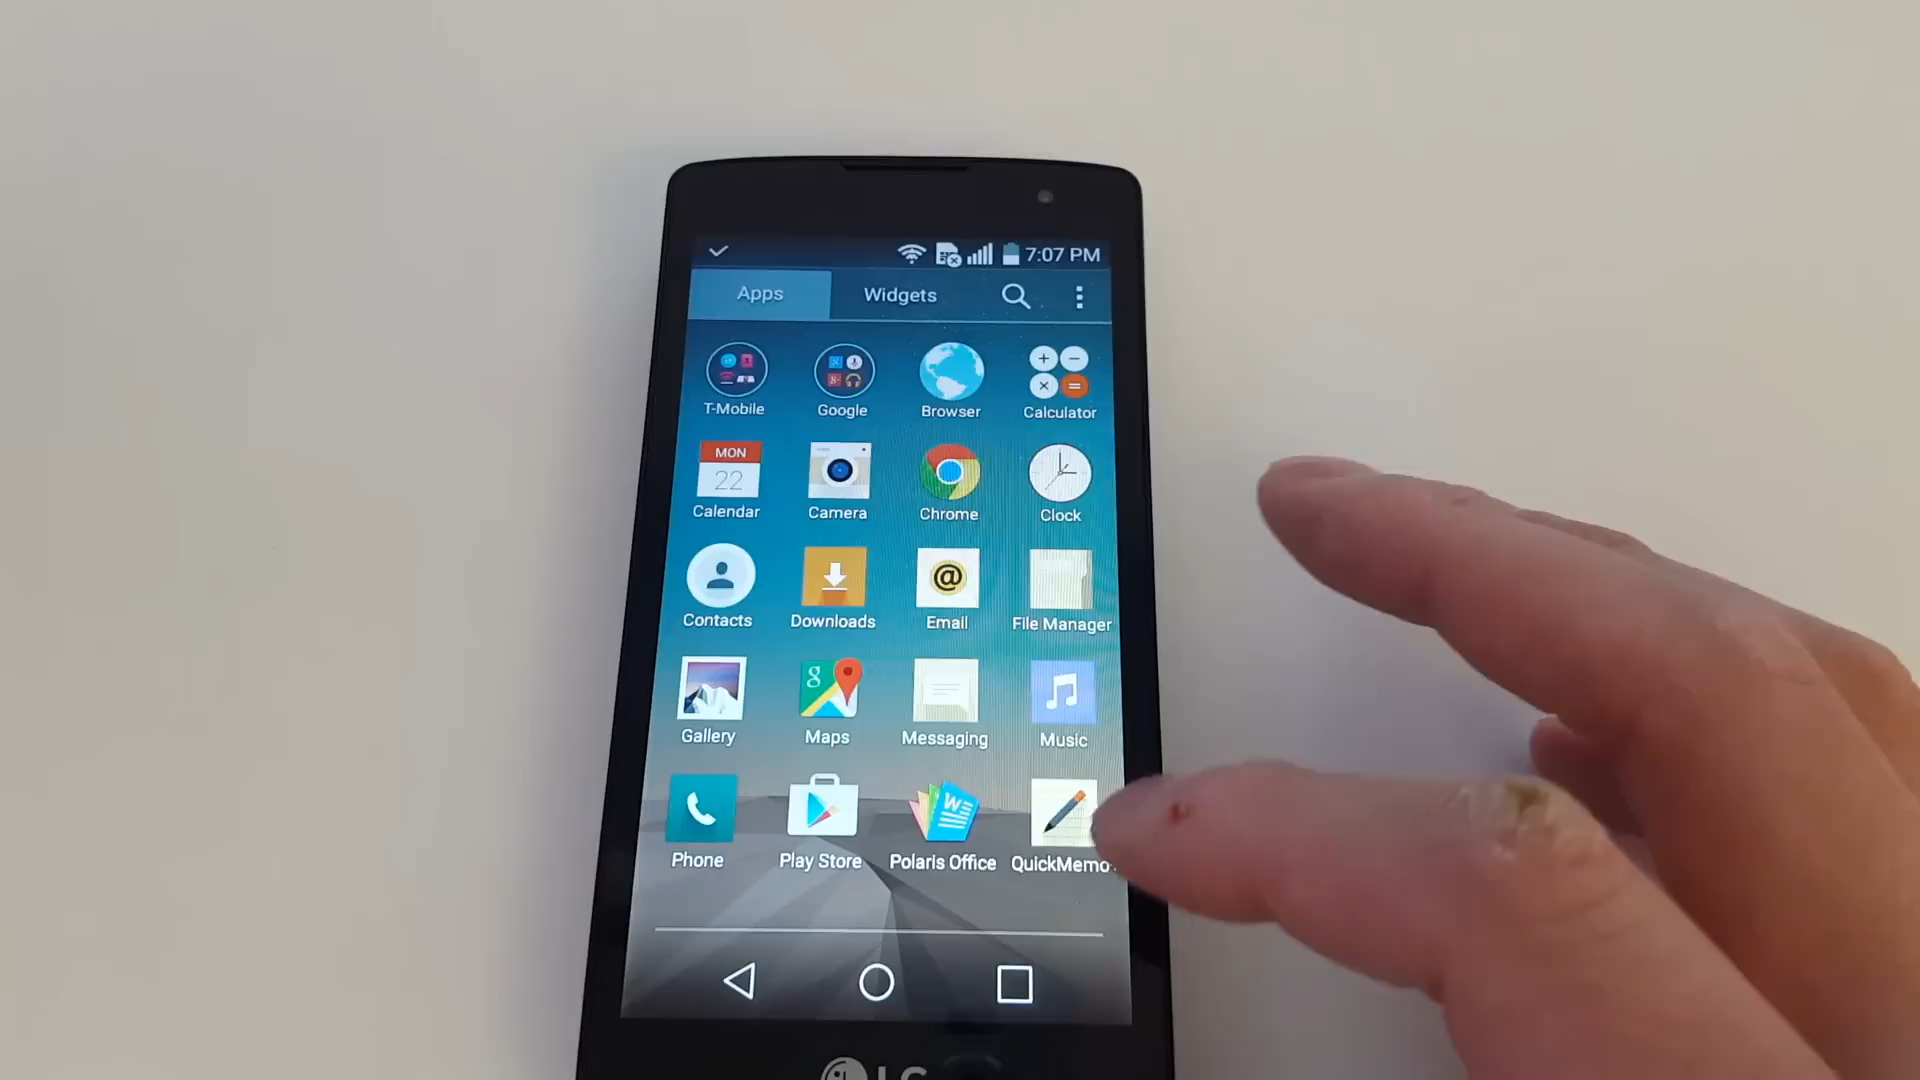 7:07 PM
Apps Widgets
T-Mobile Google Browser Calculator
MON
22
Calendar Camera Chrome Clock
Contacts Downloads Email File Manager
Gallery Maps Messaging Music
Phone Play Store Polaris Office QuickMemo
LG